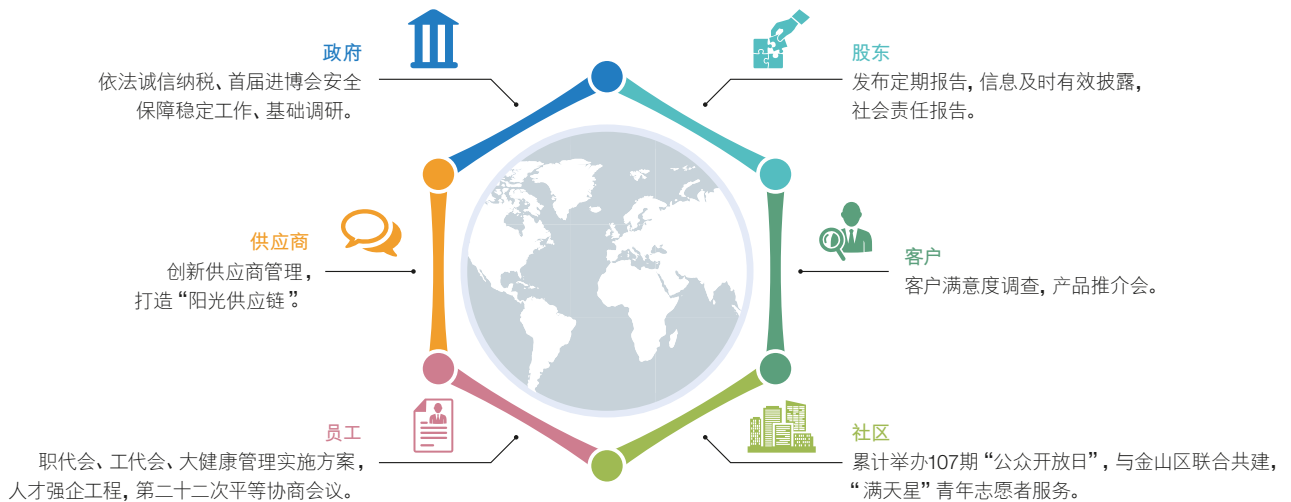 政府
依法诚信纳税、首届进博会安全
保障稳定工作、基础调研。
股东
发布定期报告,信息及时有效披露,
社会责任报告。
供应商
创新供应商管理,
打造“阳光供应链”。
客户
客户满意度调查,产品推介会。
员工
职代会、工代会、大健康管理实施方案,
人才强企工程,第二十二次平等协商会议。
社区
累计举办107期“公众开放日”,与金山区联合共建,
“满天星”青年志愿者服务。